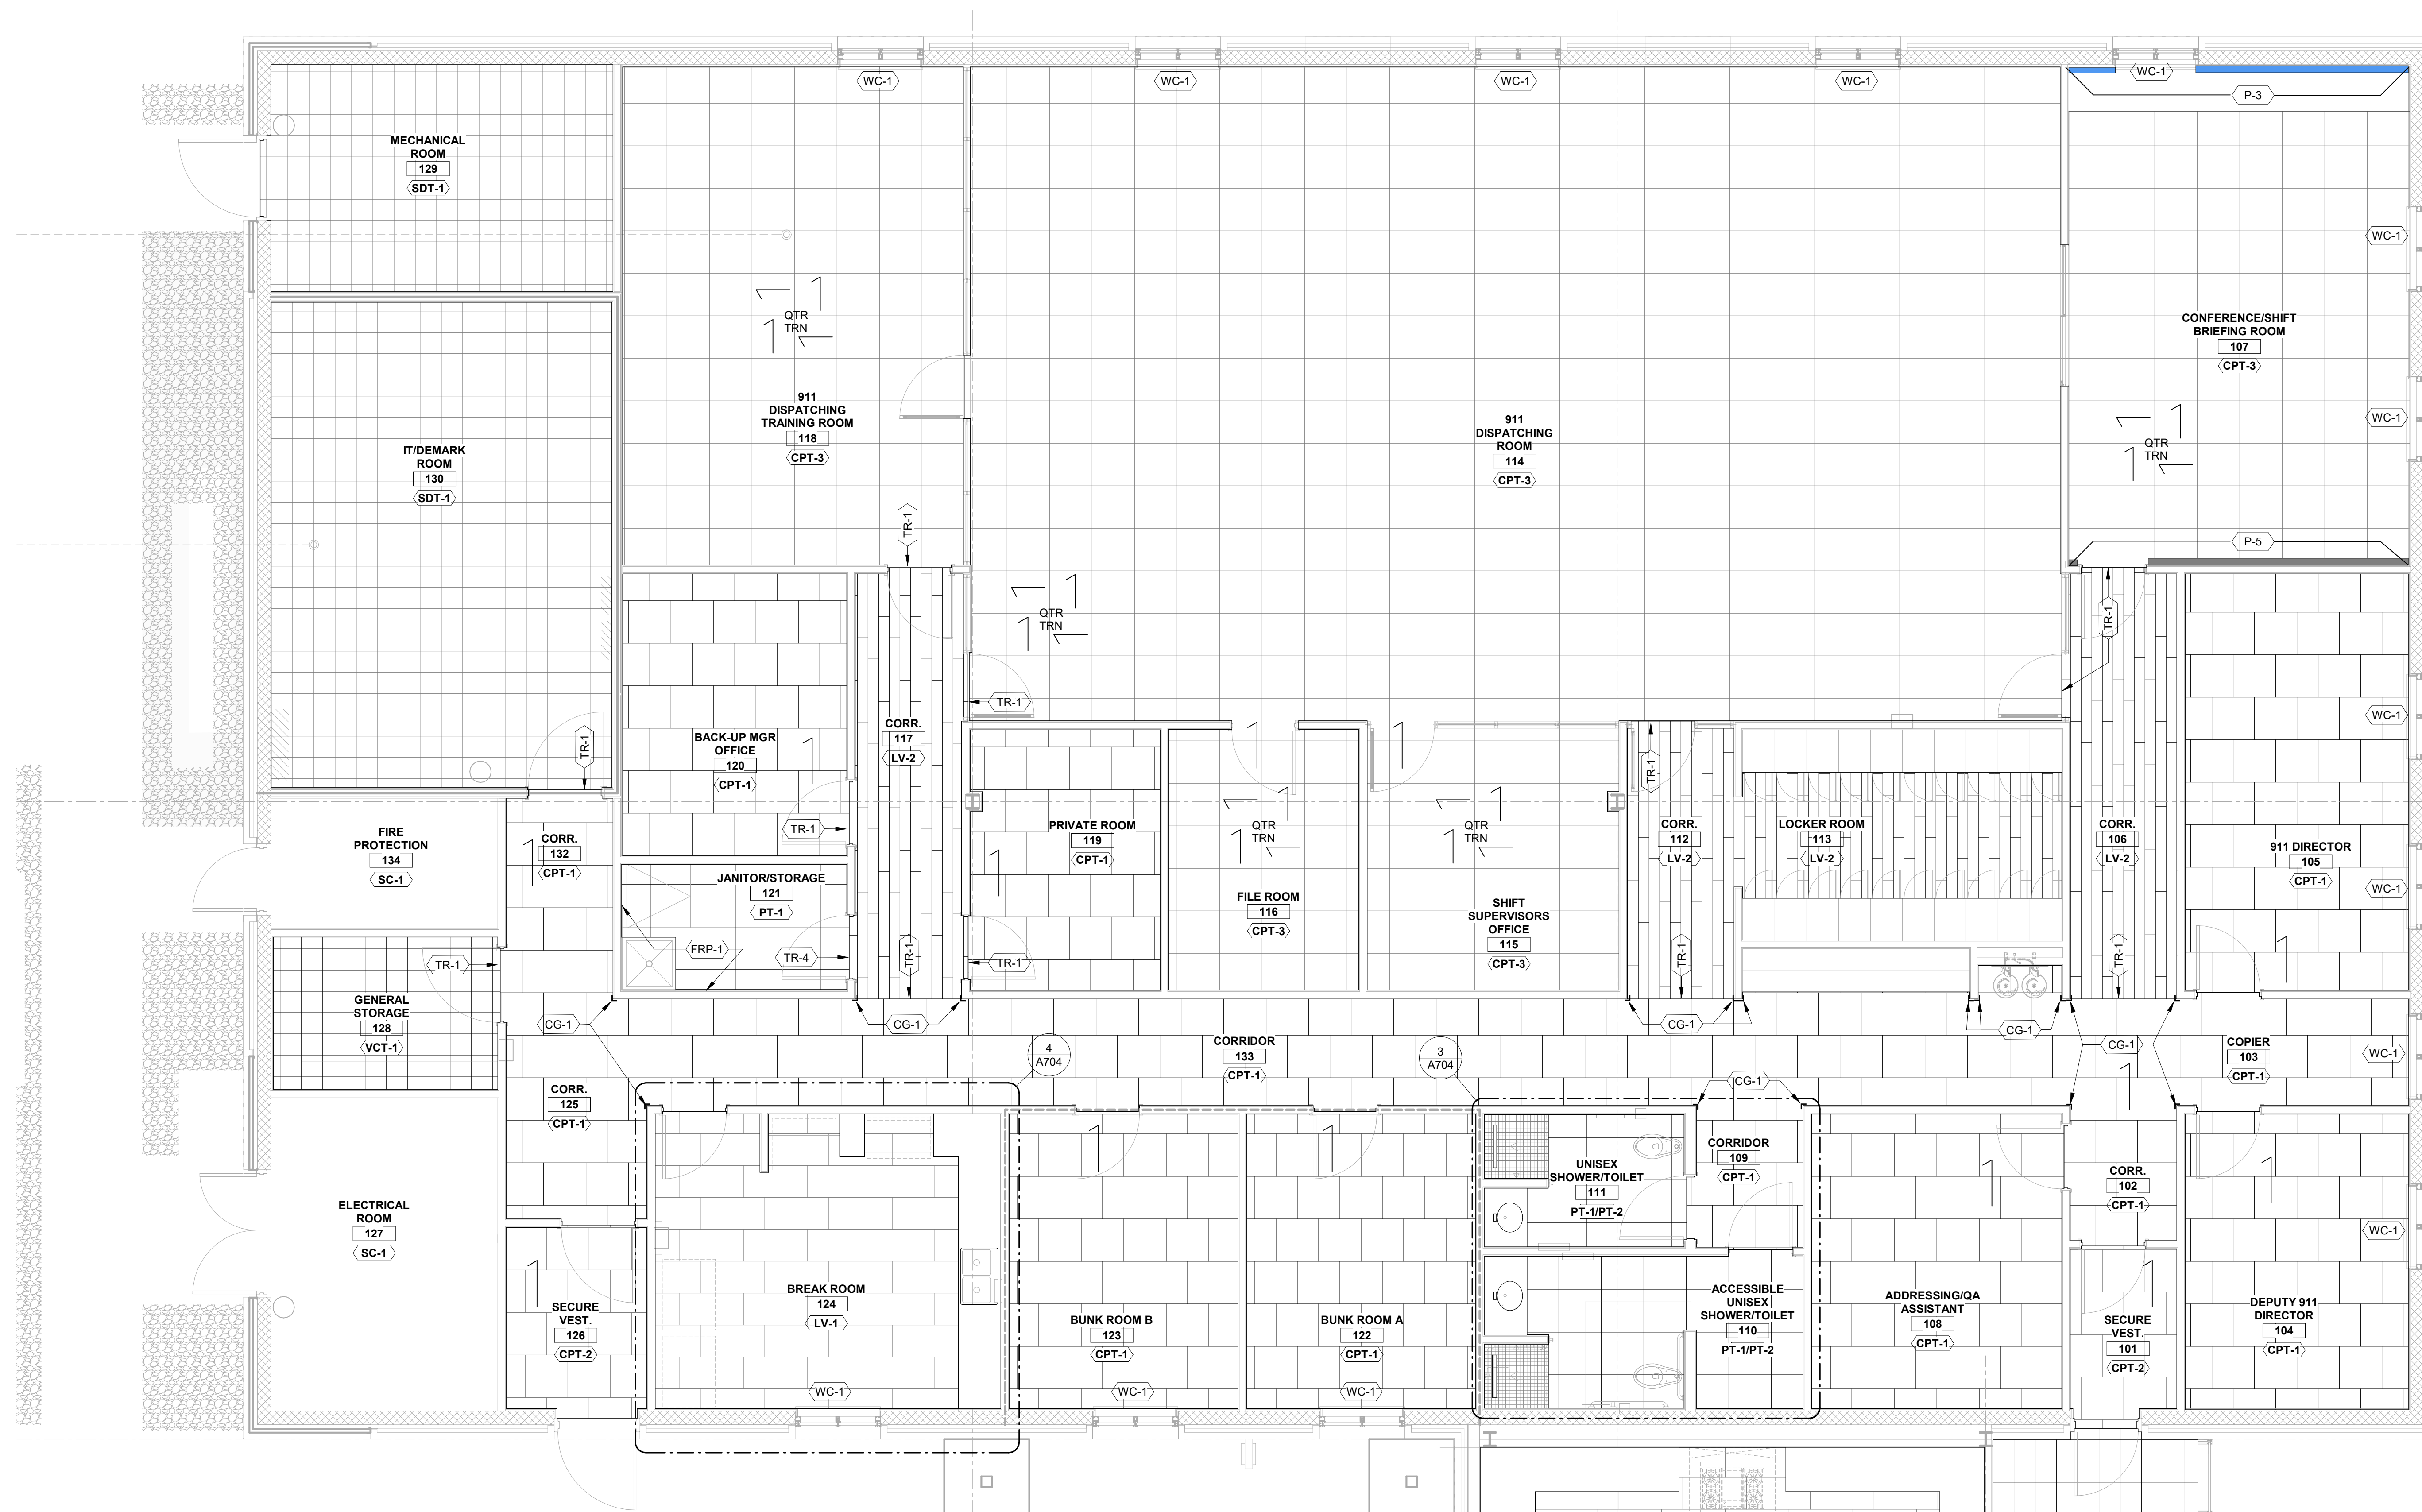 WC-1
WC-1
WC-1
WC-1
WC-1
P-3
MECHANICAL
ROOM
129
SDT-1
WC-1
QTR
TRN
CONFERENCE/SHIFT
BRIEFING ROOM
107
CPT-3
911
DISPATCHING
TRAINING ROOM
118
CPT-3
911
DISPATCHING
ROOM
114
CPT-3
WC-1
QTR
TRN
IT/DEMARK
ROOM
130
SDT-1
TR-1
P-5
QTR
TRN
TR-1
TR-1
WC-1
TR-1
BACK-UP MGR
OFFICE
120
CPT-1
CORR.
117
LV-2
TR-1
TR-1
FIRE
PROTECTION
134
SC-1
CORR.
132
CPT-1
PRIVATE ROOM
119
CPT-1
QTR
TRN
QTR
TRN
CORR.
112
LV-2
LOCKER ROOM
113
LV-2
CORR.
106
LV-2
911 DIRECTOR
105
CPT-1
WC-1
JANITOR/STORAGE
121
PT-1
FILE ROOM
116
CPT-3
SHIFT
SUPERVISORS
OFFICE
115
CPT-3
TR-1
FRP-1
TR-4
TR-1
TR-1
TR-1
TR-1
GENERAL
STORAGE
128
VCT-1
CG-1
CG-1
CG-1
CG-1
CG-1
4
A704
CORRIDOR
133
CPT-1
3
A704
COPIER
103
CPT-1
WC-1
CG-1
CORR.
125
CPT-1
CORRIDOR
109
CPT-1
UNISEX
SHOWER/TOILET
111
PT-1/PT-2
CORR.
102
CPT-1
WC-1
ELECTRICAL
ROOM
127
SC-1
SECURE
VEST.
126
CPT-2
BREAK ROOM
124
LV-1
BUNK ROOM B
123
CPT-1
BUNK ROOM A
122
CPT-1
ACCESSIBLE
UNISEX
SHOWER/TOILET
110
PT-1/PT-2
ADDRESSING/QA
ASSISTANT
108
CPT-1
SECURE
VEST.
101
CPT-2
DEPUTY 911
DIRECTOR
104
CPT-1
WC-1
WC-1
WC-1